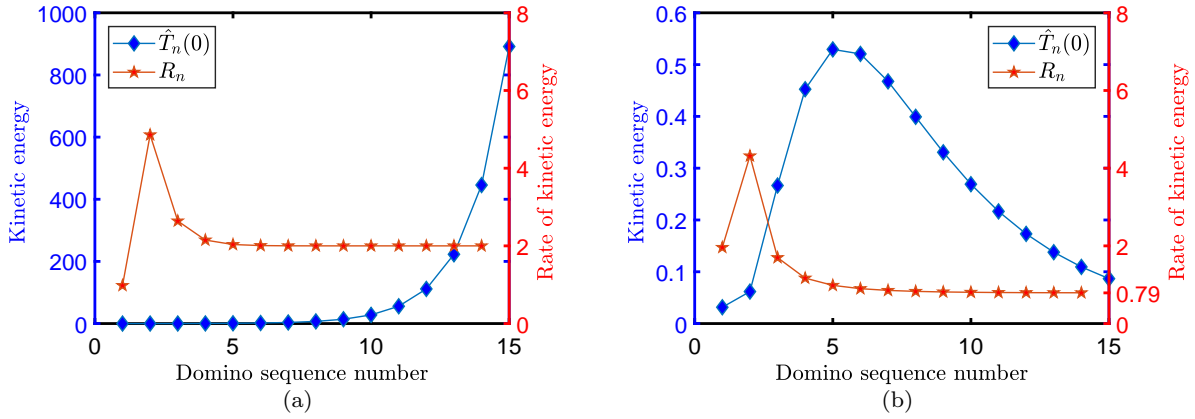 1000
800
600
400
200
0
Kinetic energy
T̂ₙ(0)
Rₙ
8
6
4
2
0
Rate of kinetic energy
0 5 10 15
Domino sequence number
(a)
0.6
0.5
0.4
0.3
0.2
0.1
0
Kinetic energy
T̂ₙ(0)
Rₙ
8
6
4
2
0.79
0
Rate of kinetic energy
0 5 10 15
Domino sequence number
(b)